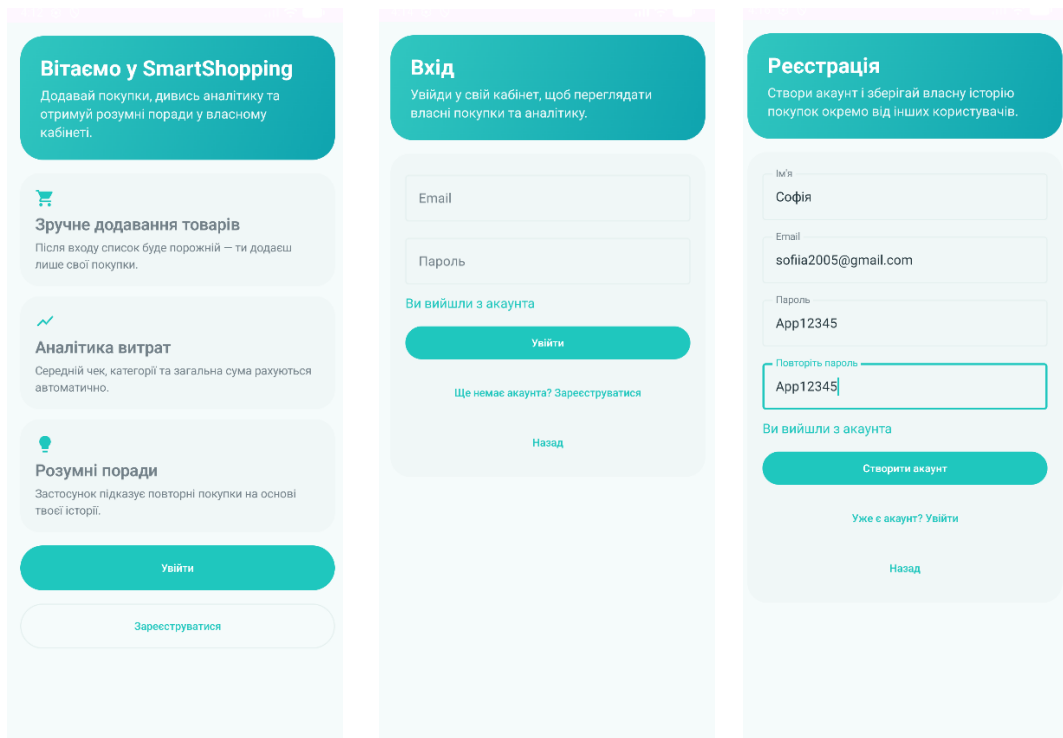 Вітаємо у SmartShopping
Додавай покупки, дивись аналітику та
отримуй розумні поради у власному
кабінеті.
Зручне додавання товарів
Після входу список буде порожній — ти додаєш
лише свої покупки.
Аналітика витрат
Середній чек, категорії та загальна сума рахуються
автоматично.
Розумні поради
Застосунок підказує повторні покупки на основі
твоєї історії.
Увійти
Зареєструватися
Вхід
Увійди у свій кабінет, щоб переглядати
власні покупки та аналітику.
Email
Пароль
Ви вийшли з акаунта
Увійти
Ще немає акаунта? Зареєструватися
Назад
Реєстрація
Створи акаунт і зберігай власну історію
покупок окремо від інших користувачів.
Ім'я
Софія
Email
sofiia2005@gmail.com
Пароль
App12345
Повторіть пароль
App12345
Ви вийшли з акаунта
Створити акаунт
Уже є акаунт? Увійти
Назад